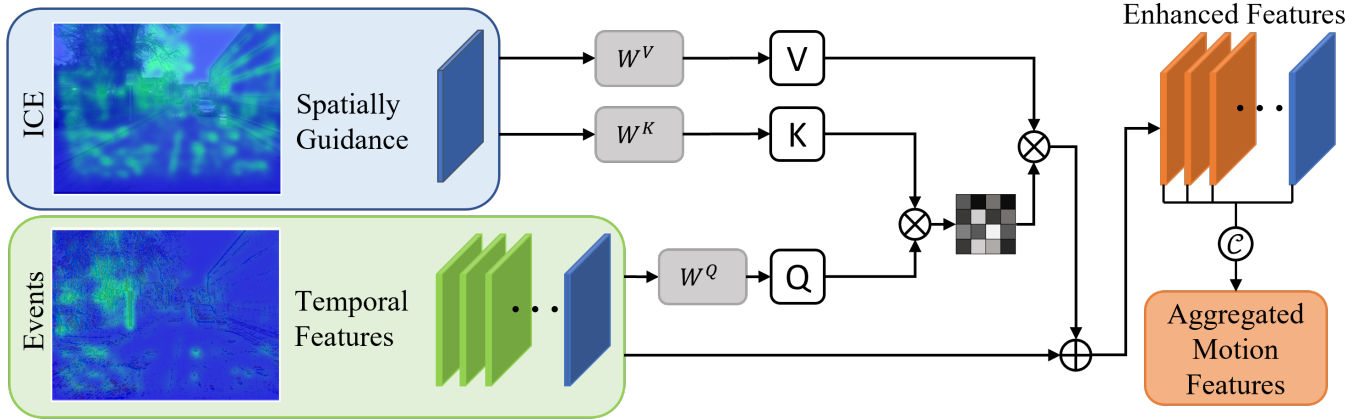 ICE
Spatially
Guidance
W^V
V
W^K
K
Events
Temporal
Features
W^Q
Q
Enhanced Features
C
Aggregated
Motion
Features